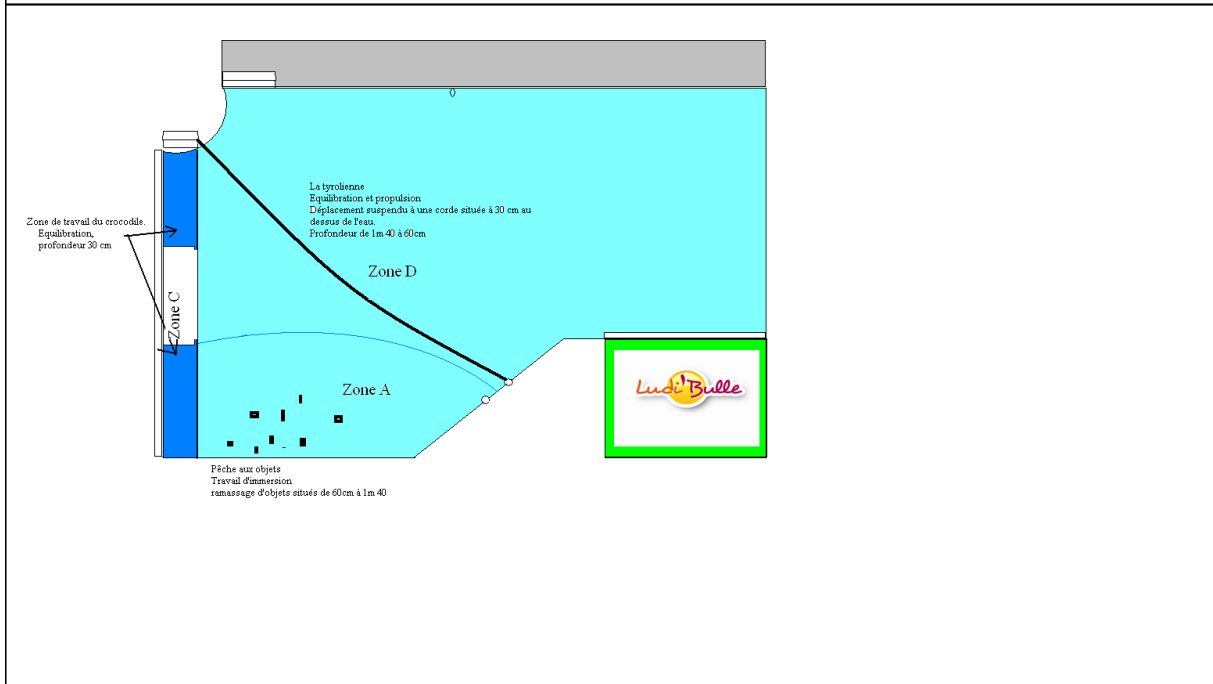 La tyrolienne
Equilibration et propulsion
Déplacement suspendu à une corde située à 30 cm au
dessus de l'eau.
Profondeur de 1m 40 à 60cm
Zone de travail du crocodile.
Equilibration,
profondeur 30 cm
Zone D
Zone C
Zone A
Ludi'Bulle
Pêche aux objets
Travail d'immersion
ramassage d'objets situés de 60cm à 1m 40